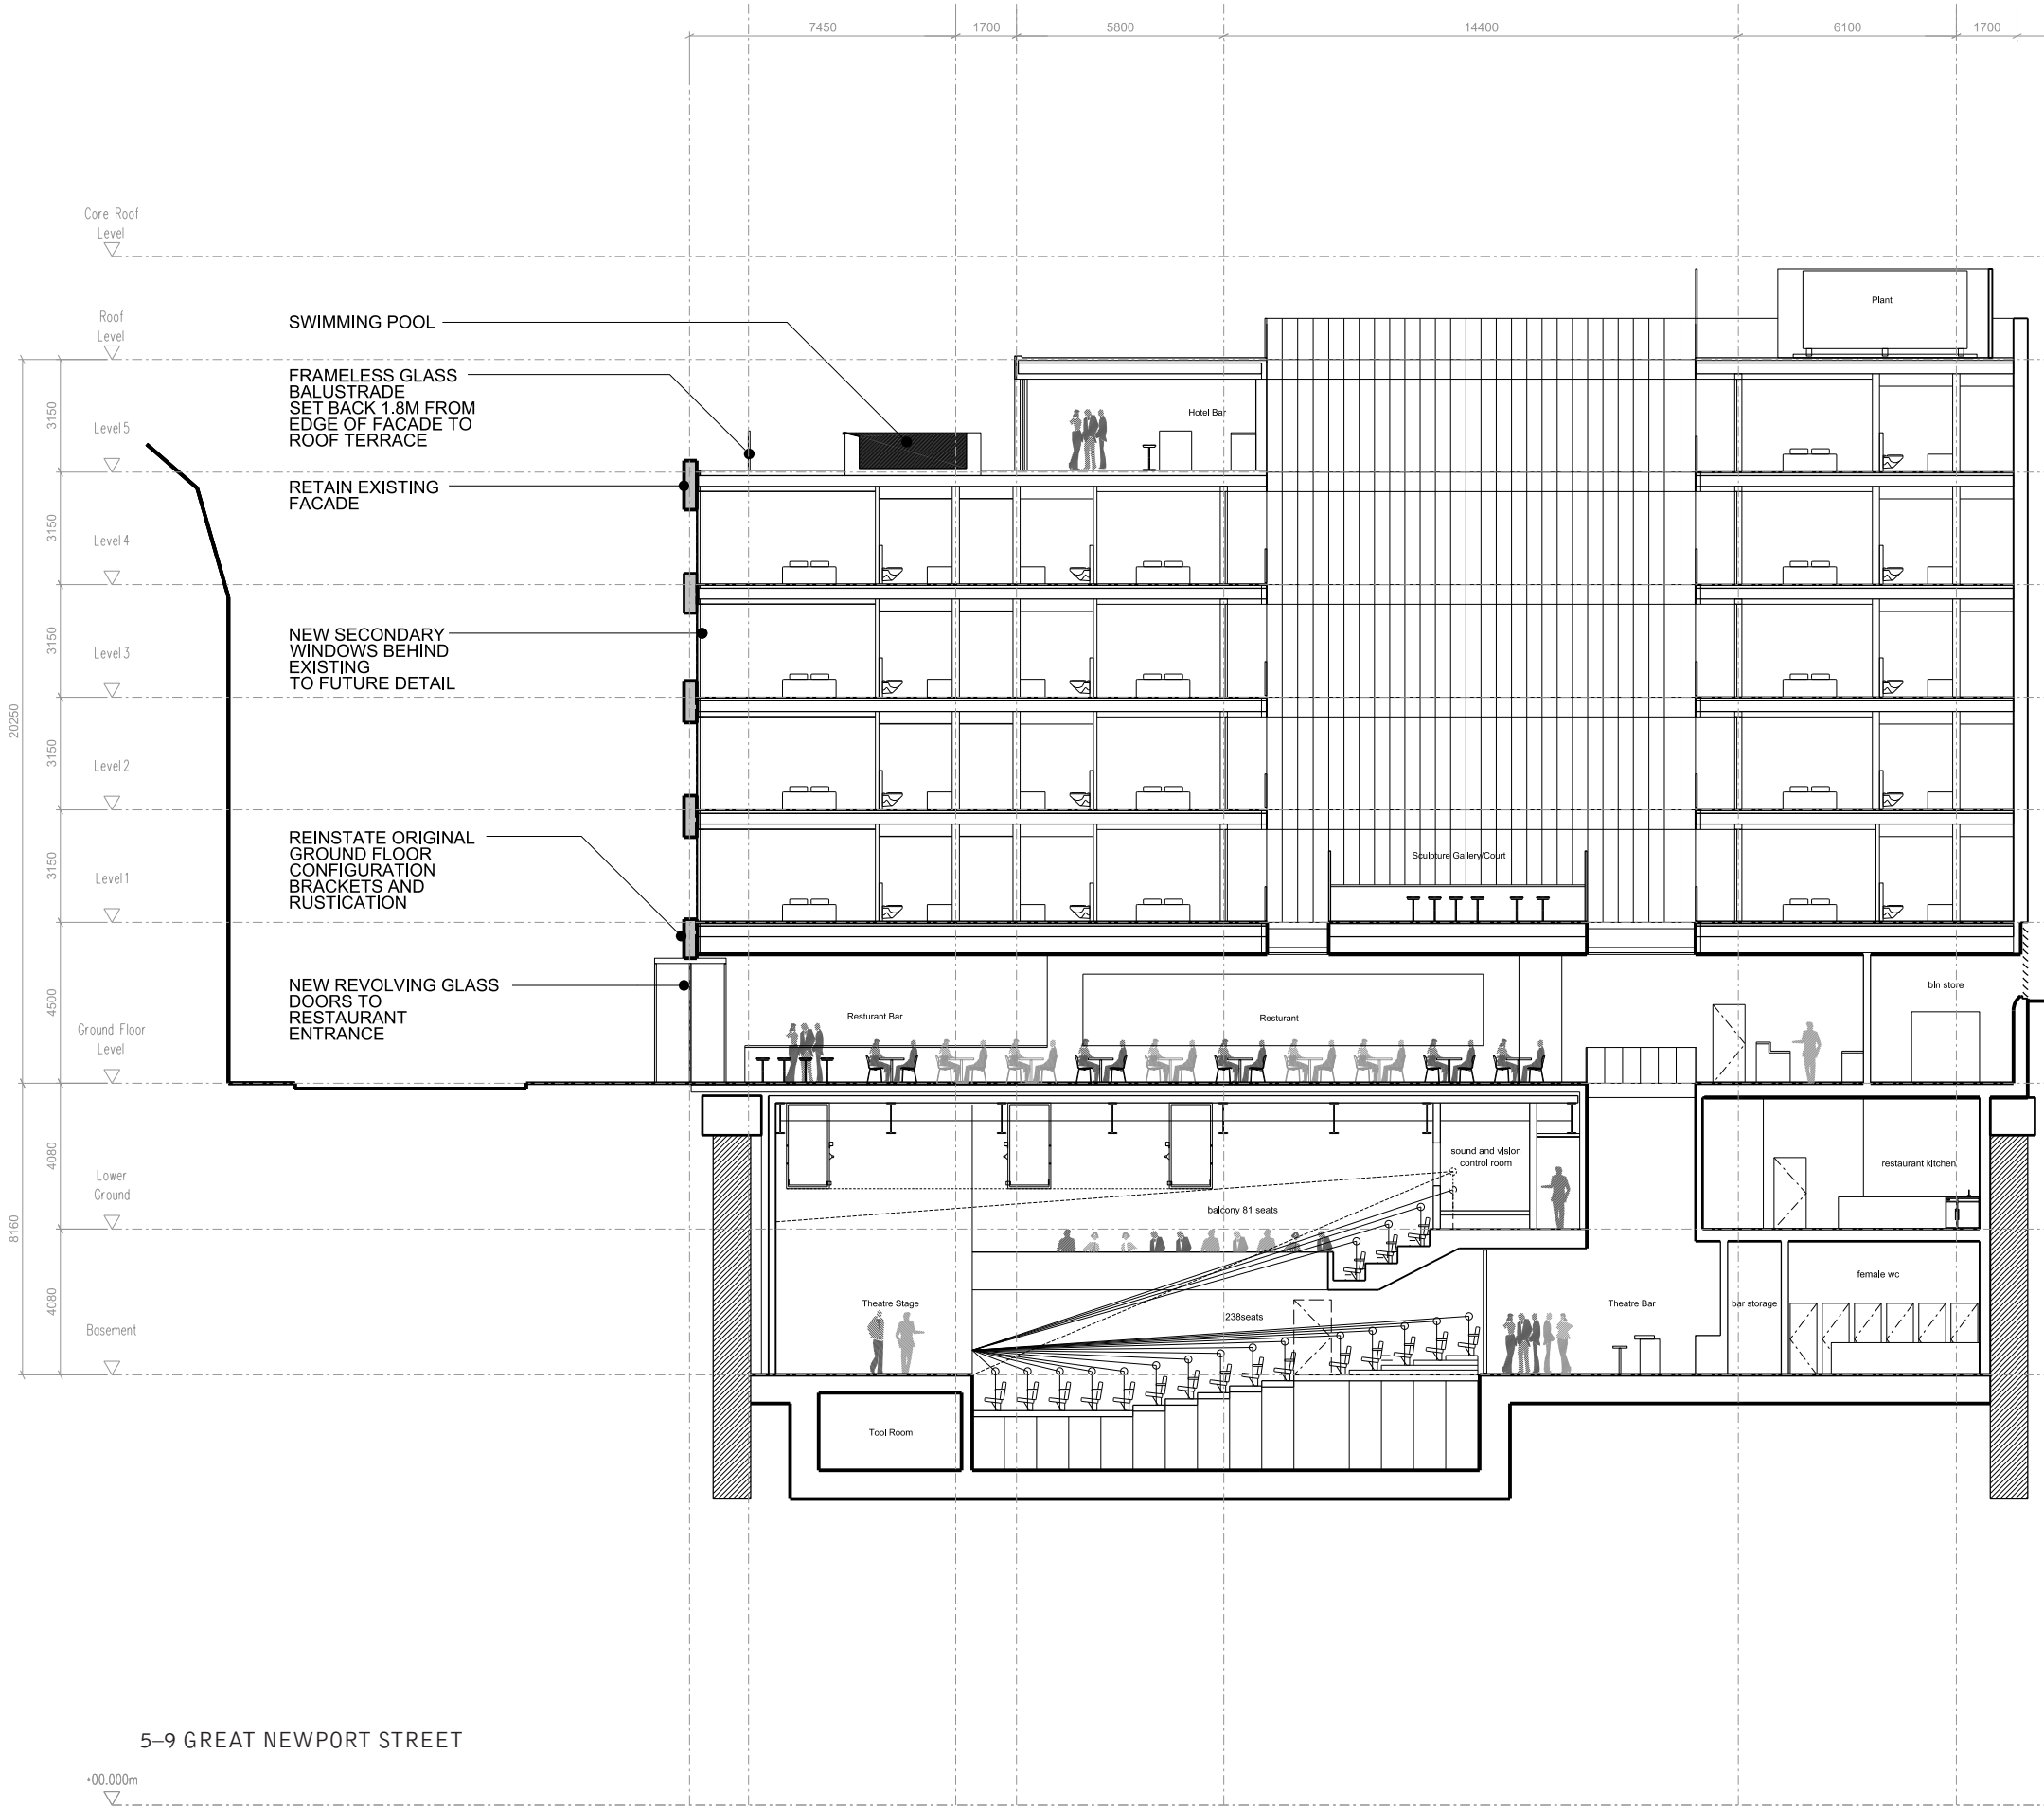 7450
1700
5800
14400
6100
1700
Core Roof
Level
Roof
Level
SWIMMING POOL
Plant
FRAMELESS GLASS
BALUSTRADE
SET BACK 1.8M FROM
EDGE OF FACADE TO
ROOF TERRACE
3150
Level 5
Hotel Bar
RETAIN EXISTING
FACADE
3150
Level 4
NEW SECONDARY
WINDOWS BEHIND
EXISTING
TO FUTURE DETAIL
3150
Level 3
20250
3150
Level 2
REINSTATE ORIGINAL
GROUND FLOOR
CONFIGURATION
BRACKETS AND
RUSTICATION
3150
Level 1
Sculpture Gallery/Court
NEW REVOLVING GLASS
DOORS TO
RESTAURANT
ENTRANCE
4500
Ground Floor
Level
Resturant Bar
Resturant
bin store
4080
Lower
Ground
sound and vision
control room
restaurant kitchen
balcony 81 seats
8160
4080
Basement
Theatre Stage
238seats
Theatre Bar
bar storage
female wc
Tool Room
5–9 GREAT NEWPORT STREET
+00.000m